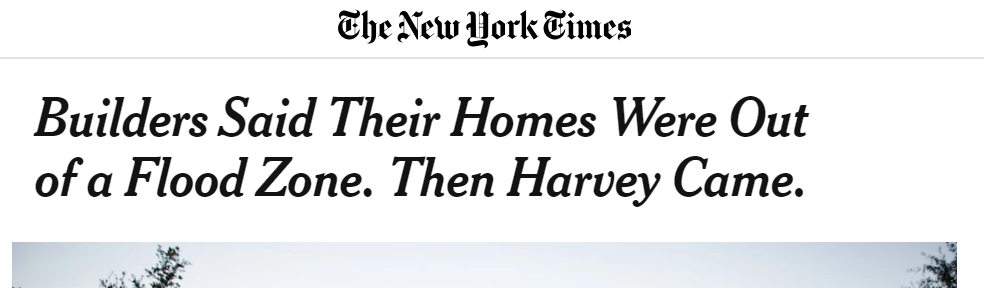 The New York Times
Builders Said Their Homes Were Out
of a Flood Zone. Then Harvey Came.